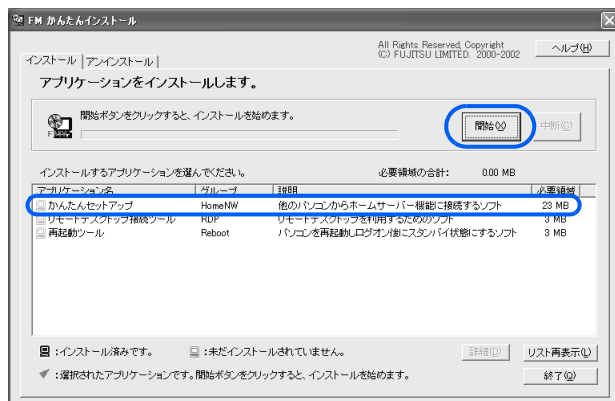 FM かんたんインストール
All Rights Reserved, Copyright
(C) FUJITSU LIMITED. 2000-2002
ヘルプ(H)
インストール
アンインストール
アプリケーションをインストールします。
開始ボタンをクリックすると、インストールを始めます。
開始(X)
中断(C)
インストールするアプリケーションを選んでください。
必要領域の合計: 0.00 MB
アプリケーション名 グループ 説明 必要領域
かんたんセットアップ HomeNW 他のパソコンからホームサーバー機能に接続するソフト 23 MB
リモートデスクトップ接続ツール RDP リモートデスクトップを利用するためのソフト 3 MB
再起動ツール Reboot パソコンを再起動しログオン後にスタンバイ状態にするソフト 3 MB
:インストール済みです。 :未だインストールされていません。
詳細(D)
リスト再表示(L)
:選択されたアプリケーションです。開始ボタンをクリックすると、インストールを始めます。
終了(Q)